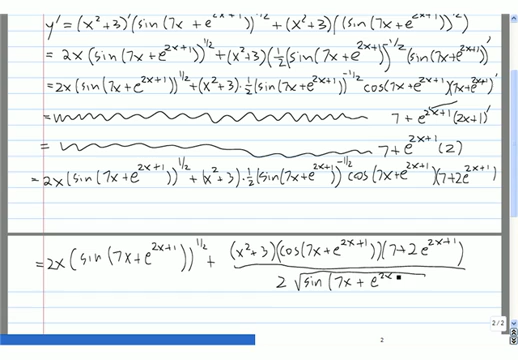 y' = (x²+3)'(sin(7x+e^{2x+1}))^{1/2} + (x²+3)((sin(7x+e^{2x+1}))^{1/2})'
= 2x(sin(7x+e^{2x+1}))^{1/2} + (x²+3)(½(sin(7x+e^{2x+1}))^{-1/2}(sin(7x+e^{2x+1}))'
= 2x(sin(7x+e^{2x+1}))^{1/2} + (x²+3)·½(sin(7x+e^{2x+1}))^{-1/2} cos(7x+e^{2x+1})(7x+e^{2x+1})'
= 7+e^{2x+1}(2x+1)'
= 7+e^{2x+1}(2)
= 2x(sin(7x+e^{2x+1}))^{1/2} + (x²+3)·½(sin(7x+e^{2x+1}))^{-1/2} cos(7x+e^{2x+1})(7+2e^{2x+1})
= 2x(sin(7x+e^{2x+1}))^{1/2} + (x²+3)(cos(7x+e^{2x+1}))(7+2e^{2x+1})
2√sin(7x+e^{2x
2/2
2